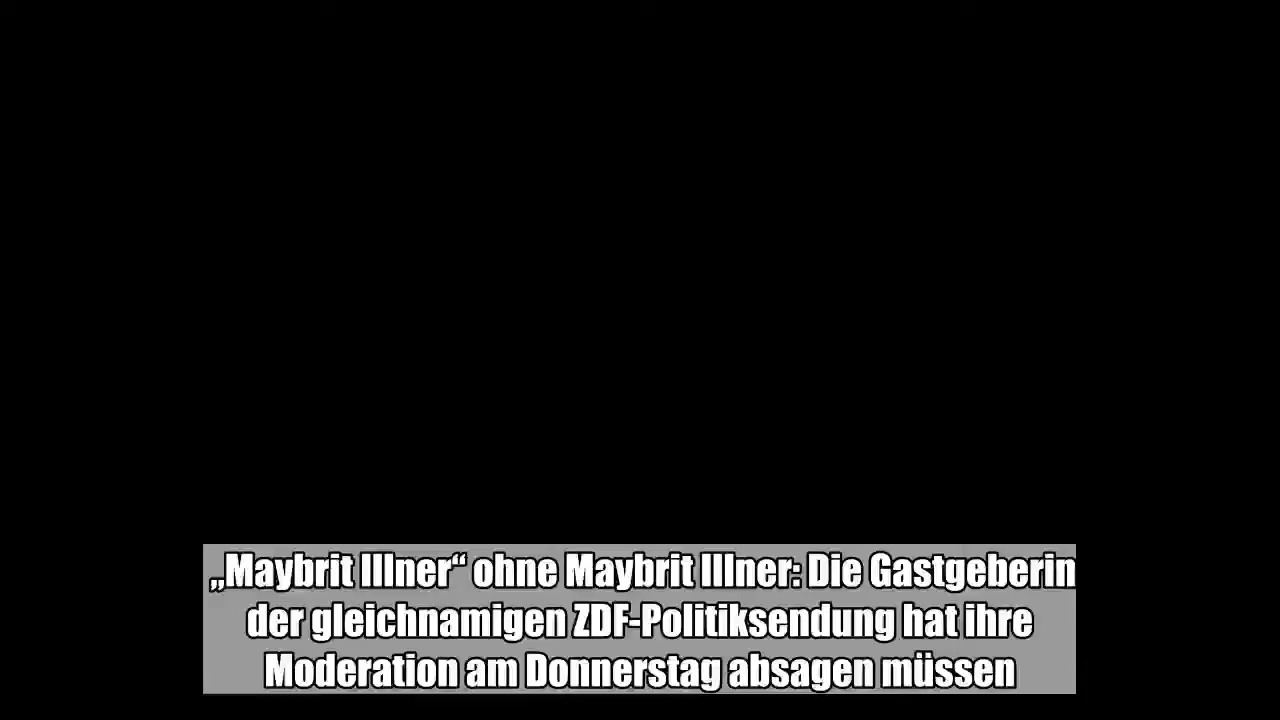 „Maybrit Illner“ ohne Maybrit Illner: Die Gastgeberin
der gleichnamigen ZDF-Politiksendung hat ihre
Moderation am Donnerstag absagen müssen